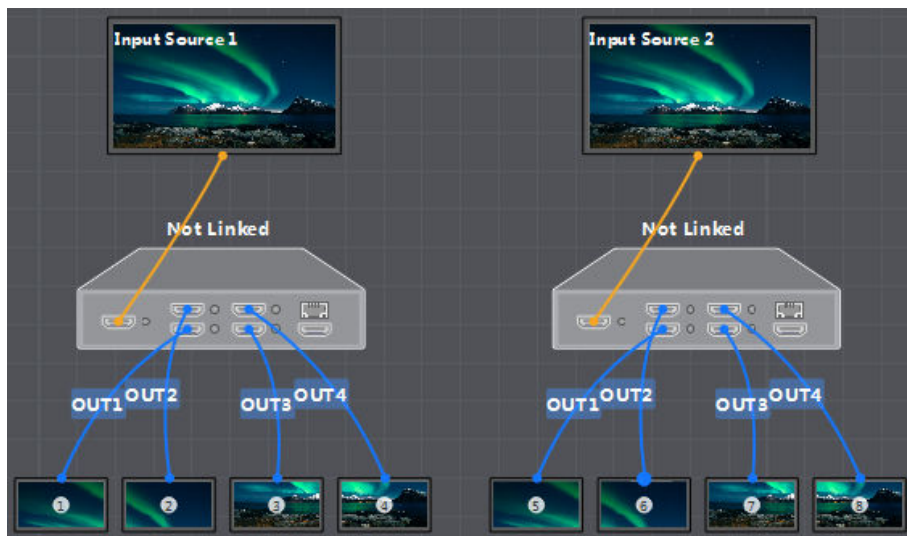 Input Source 1
Input Source 2
Not Linked
Not Linked
OUT1
OUT2
OUT3
OUT4
OUT1
OUT2
OUT3
OUT4
1
2
3
4
5
6
7
8